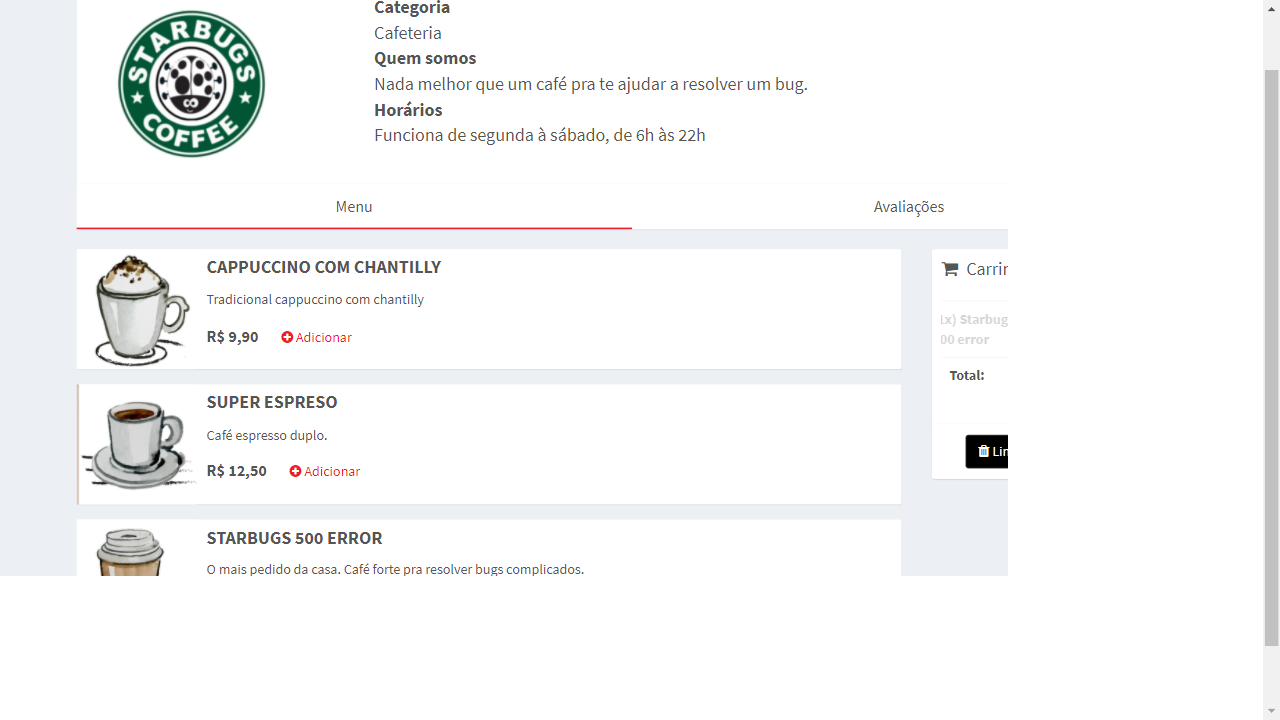 STARBUGS
COFFEE
Categoria
Cafeteria
Quem somos
Nada melhor que um café pra te ajudar a resolver um bug.
Horários
Funciona de segunda à sábado, de 6h às 22h
Menu
Avaliações
CAPPUCCINO COM CHANTILLY
Tradicional cappuccino com chantilly
R$ 9,90 Adicionar
SUPER ESPRESO
Café espresso duplo.
R$ 12,50 Adicionar
STARBUGS 500 ERROR
O mais pedido da casa. Café forte pra resolver bugs complicados.
Carrin
1x) Starbug
00 error
Total: